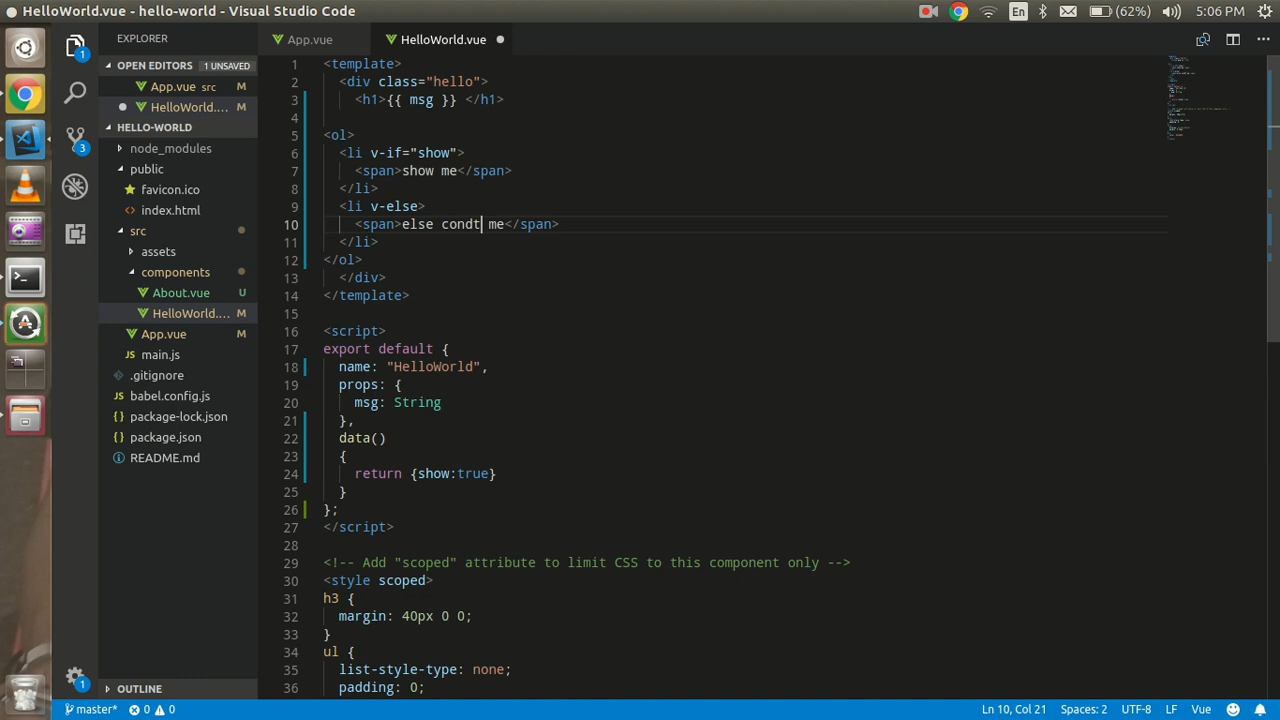 HelloWorld.vue - hello-world - Visual Studio Code
En
(62%)
5:06 PM
EXPLORER
App.vue
HelloWorld.vue
OPEN EDITORS
1 UNSAVED
App.vue src
M
HelloWorld....
M
HELLO-WORLD
node_modules
public
favicon.ico
index.html
src
assets
components
About.vue
U
HelloWorld....
M
App.vue
M
main.js
.gitignore
babel.config.js
package-lock.json
package.json
README.md
OUTLINE
1
3
1
1 <template>
2 <div class="hello">
3 <h1>{{ msg }} </h1>
4
5 <ol>
6 <li v-if="show">
7 <span>show me</span>
8 </li>
9 <li v-else>
10 <span>else condt me</span>
11 </li>
12 </ol>
13 </div>
14 </template>
15
16 <script>
17 export default {
18 name: "HelloWorld",
19 props: {
20 msg: String
21 },
22 data()
23 {
24 return {show:true}
25 }
26 };
27 </script>
28
29 <!-- Add "scoped" attribute to limit CSS to this component only -->
30 <style scoped>
31 h3 {
32 margin: 40px 0 0;
33 }
34 ul {
35 list-style-type: none;
36 padding: 0;
master*
0
0
Ln 10, Col 21
Spaces: 2
UTF-8
LF
Vue